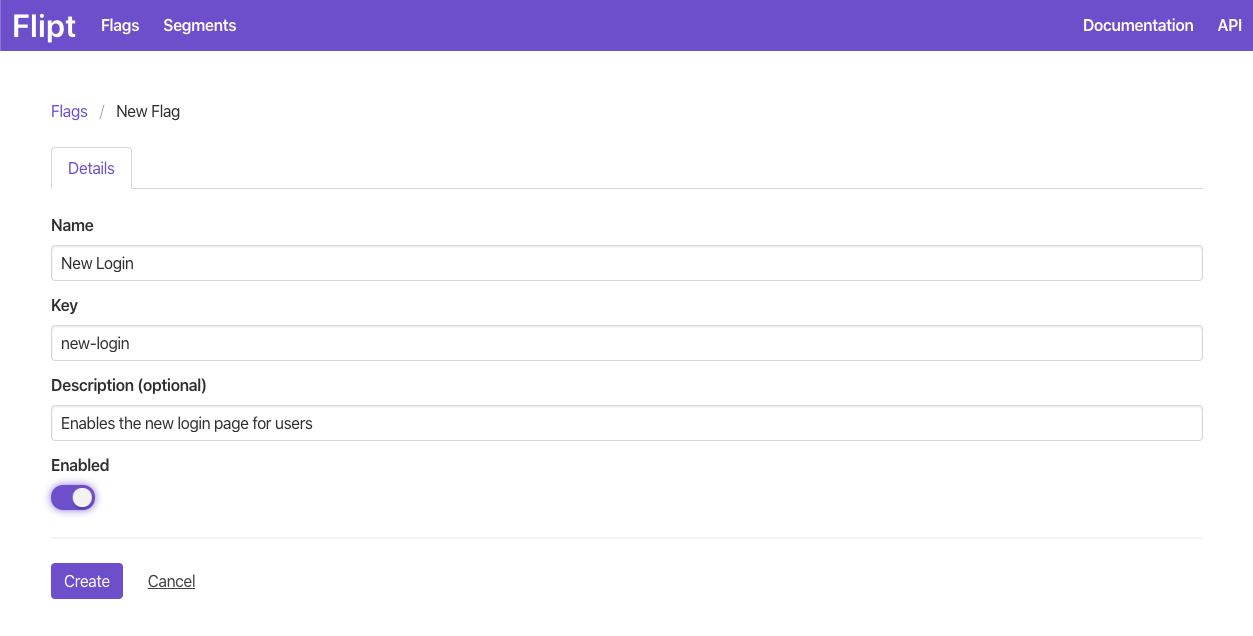 Flipt Flags Segments Documentation API
Flags / New Flag
Details
Name
New Login
Key
new-login
Description (optional)
Enables the new login page for users
Enabled
Create Cancel